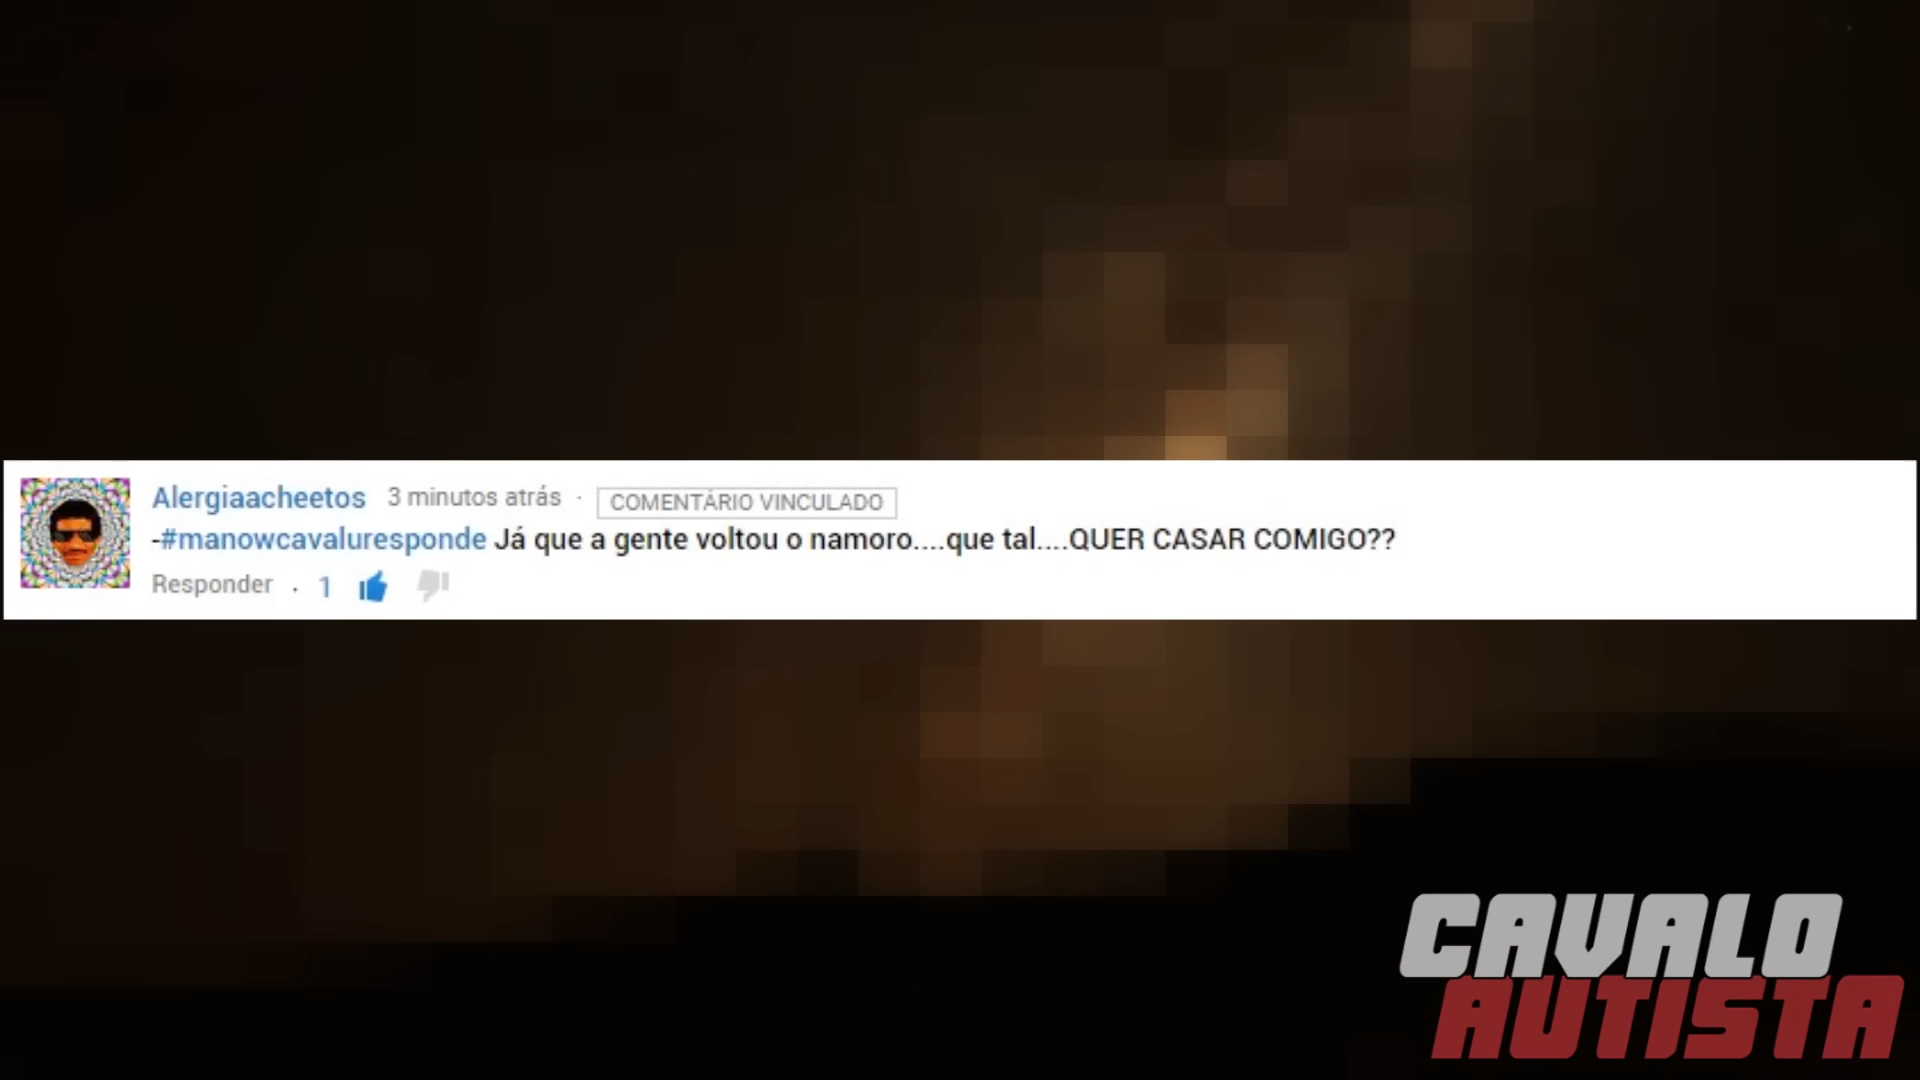 Alergiaacheetos 3 minutos atrás · COMENTÁRIO VINCULADO
-#manowcavaluresponde Já que a gente voltou o namoro....que tal....QUER CASAR COMIGO??
Responder · 1
CAVALO
AUTISTA